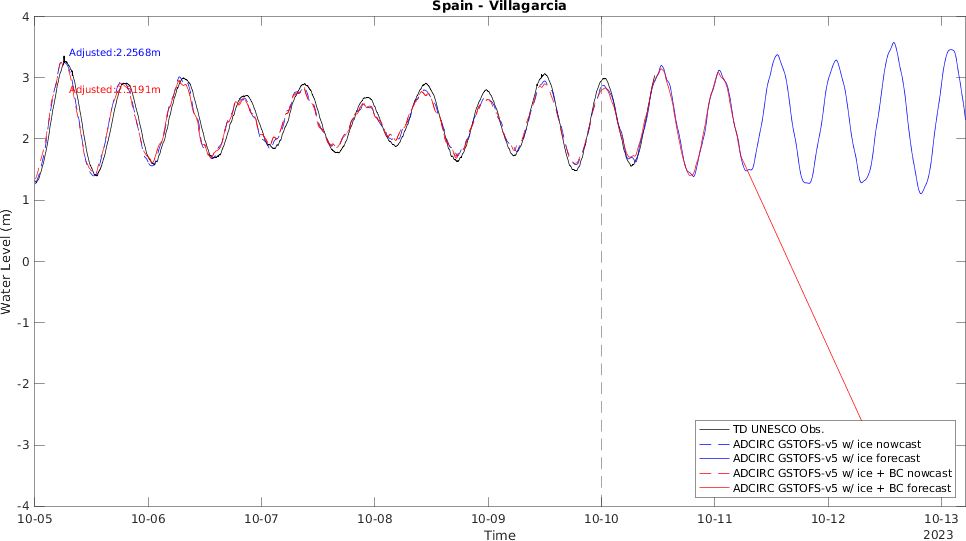 Spain - Villagarcia
Adjusted:2.2568m
4
3
2
1
0
-1
-2
-3
-4
Water Level (m)
TD UNESCO Obs.
ADCIRC GSTOFS-v5 w/ ice nowcast
ADCIRC GSTOFS-v5 w/ ice forecast
ADCIRC GSTOFS-v5 w/ ice + BC nowcast
ADCIRC GSTOFS-v5 w/ ice + BC forecast
10-05 10-06 10-07 10-08 10-09 10-10 10-11 10-12 10-13
Time
2023